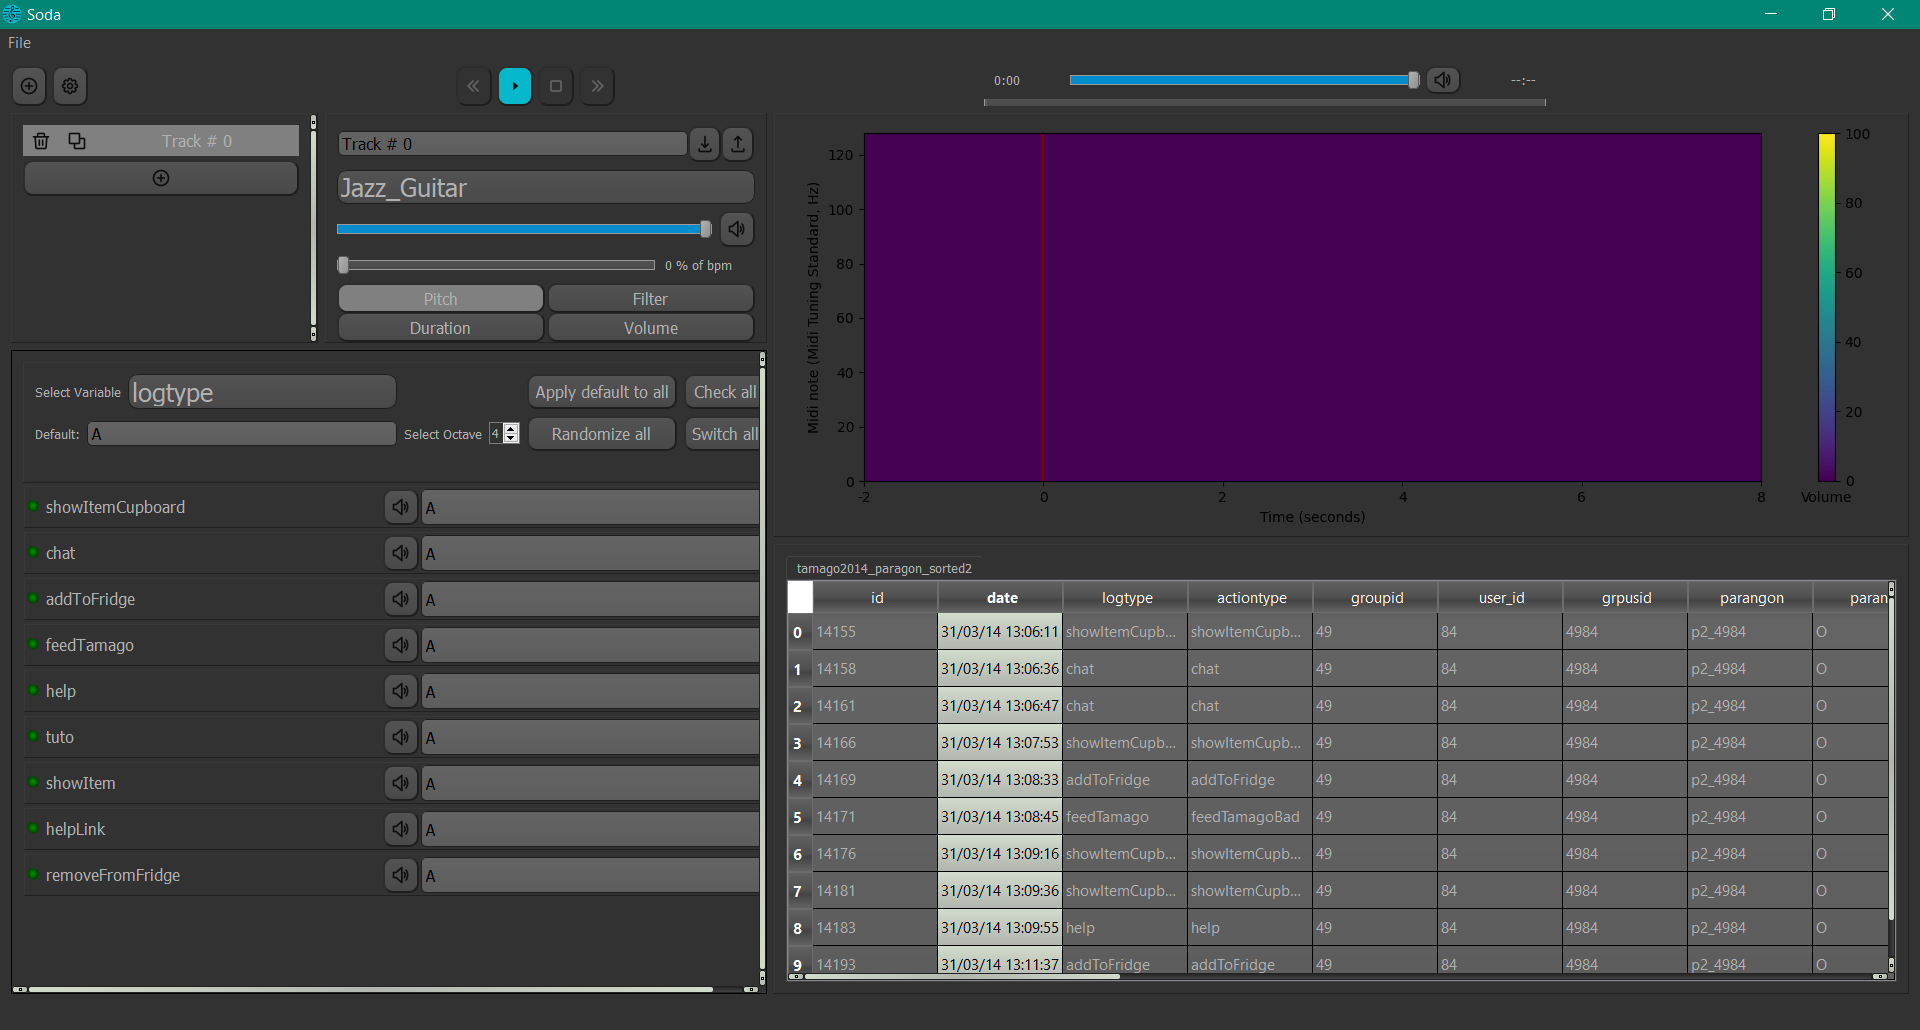 Soda
File
0:00
--:--
Track # 0
Track # 0
Jazz_Guitar
0 % of bpm
Pitch
Filter
Duration
Volume
Select Variable
logtype
Apply default to all
Check all
Default:
A
Select Octave
4
Randomize all
Switch all
showItemCupboard
A
chat
A
addToFridge
A
feedTamago
A
help
A
tuto
A
showItem
A
helpLink
A
removeFromFridge
A
Midi note (Midi Tuning Standard, Hz)
120
100
80
60
40
20
0
-2 0 2 4 6 8
Time (seconds)
100
80
60
40
20
0
Volume
tamago2014_paragon_sorted2
id date logtype actiontype groupid user_id grpusid parangon paran
0 14155 31/03/14 13:06:11 showItemCupb... showItemCupb... 49 84 4984 p2_4984 O
1 14158 31/03/14 13:06:36 chat chat 49 84 4984 p2_4984 O
2 14161 31/03/14 13:06:47 chat chat 49 84 4984 p2_4984 O
3 14166 31/03/14 13:07:53 showItemCupb... showItemCupb... 49 84 4984 p2_4984 O
4 14169 31/03/14 13:08:33 addToFridge addToFridge 49 84 4984 p2_4984 O
5 14171 31/03/14 13:08:45 feedTamago feedTamagoBad 49 84 4984 p2_4984 O
6 14176 31/03/14 13:09:16 showItemCupb... showItemCupb... 49 84 4984 p2_4984 O
7 14181 31/03/14 13:09:36 showItemCupb... showItemCupb... 49 84 4984 p2_4984 O
8 14183 31/03/14 13:09:55 help help 49 84 4984 p2_4984 O
9 14193 31/03/14 13:11:37 addToFridge addToFridge 49 84 4984 p2_4984 O